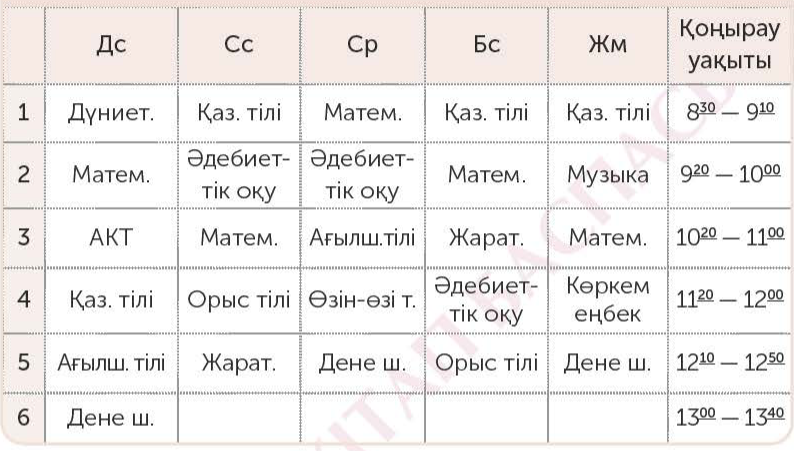 Дс Сс Ср Бс Жм Қоңырау уақыты
1 Дүниет. Қаз. тілі Матем. Қаз. тілі Қаз. тілі 8³⁰ — 9¹⁰
2 Матем. Әдебиет-тік оқу Әдебиет-тік оқу Матем. Музыка 9²⁰ — 10⁰⁰
3 АКТ Матем. Ағылш.тілі Жарат. Матем. 10²⁰ — 11⁰⁰
4 Қаз. тілі Орыс тілі Өзін-өзі т. Әдебиет-тік оқу Көркем еңбек 11²⁰ — 12⁰⁰
5 Ағылш. тілі Жарат. Дене ш. Орыс тілі Дене ш. 12¹⁰ — 12⁵⁰
6 Дене ш. 13⁰⁰ — 13⁴⁰